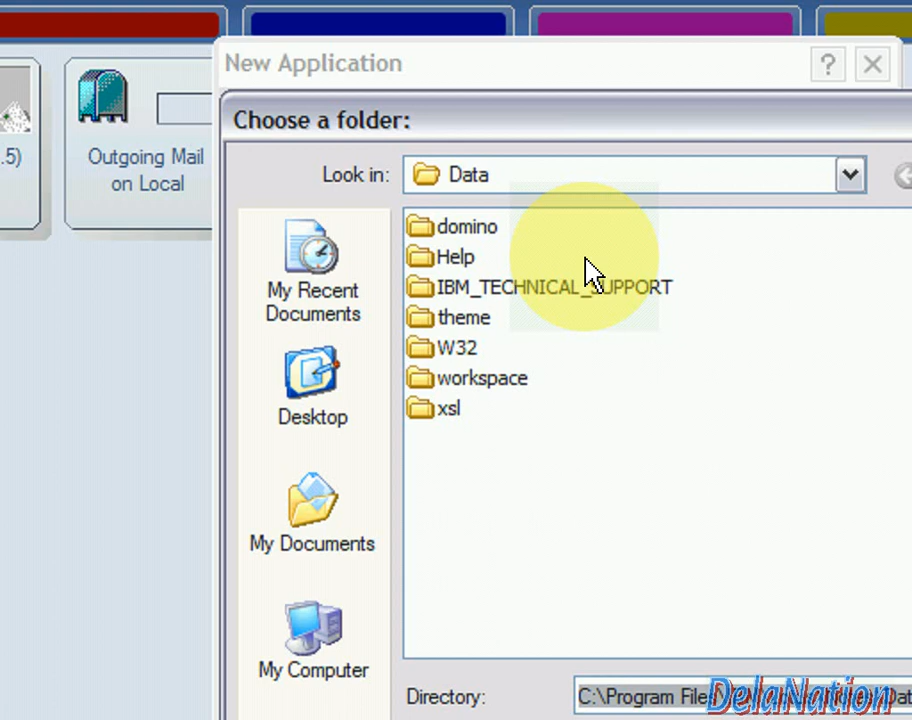 New Application
Choose a folder:
.5)
Outgoing Mail
on Local
Look in:
Data
domino
Help
IBM_TECHNICAL_SUPPORT
theme
W32
workspace
xsl
My Recent
Documents
Desktop
My Documents
My Computer
Directory:
C:\Program File
DelaNation